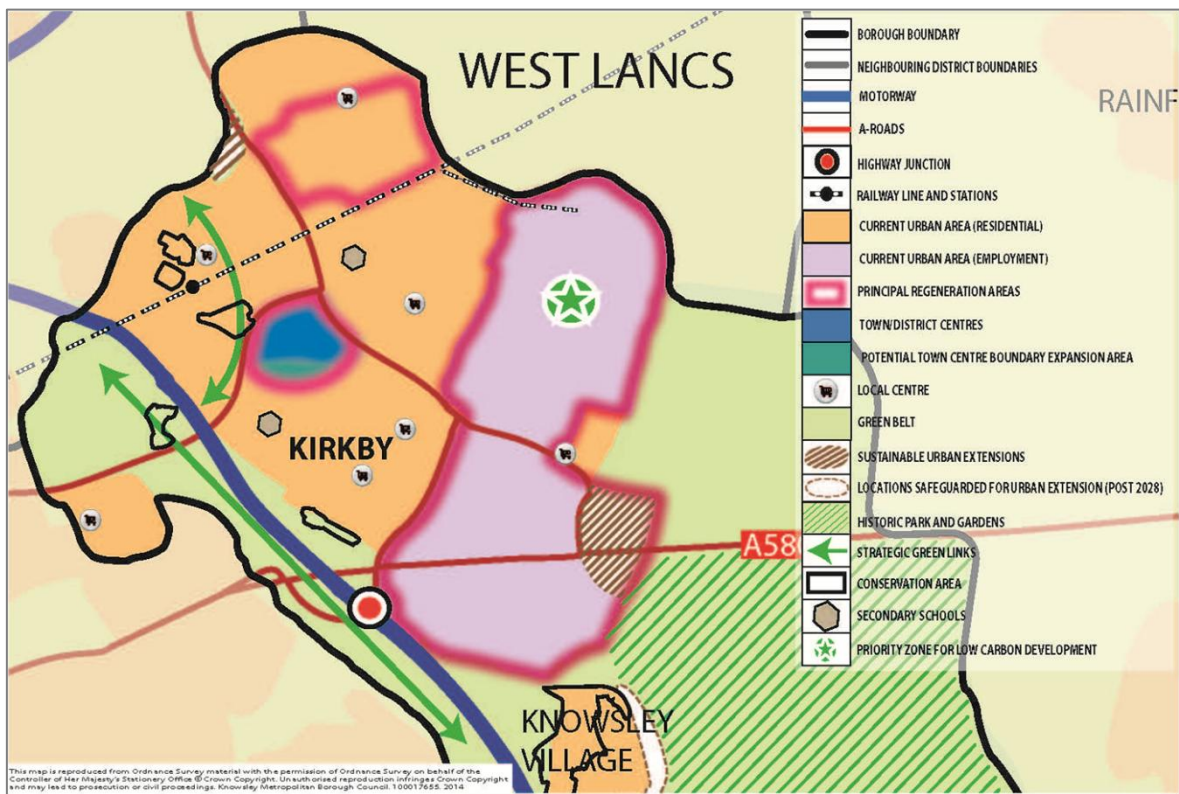 WEST LANCS
RAINF
KIRKBY
A58
KNOWSLEY
VILLAGE
BOROUGH BOUNDARY
NEIGHBOURING DISTRICT BOUNDARIES
MOTORWAY
A-ROADS
HIGHWAY JUNCTION
RAILWAY LINE AND STATIONS
CURRENT URBAN AREA (RESIDENTIAL)
CURRENT URBAN AREA (EMPLOYMENT)
PRINCIPAL REGENERATION AREAS
TOWN/DISTRICT CENTRES
POTENTIAL TOWN CENTRE BOUNDARY EXPANSION AREA
LOCAL CENTRE
GREEN BELT
SUSTAINABLE URBAN EXTENSIONS
LOCATIONS SAFEGUARDED FOR URBAN EXTENSION (POST 2028)
HISTORIC PARK AND GARDENS
STRATEGIC GREEN LINKS
CONSERVATION AREA
SECONDARY SCHOOLS
PRIORITY ZONE FOR LOW CARBON DEVELOPMENT
This map is reproduced from Ordnance Survey material with the permission of Ordnance Survey on behalf of the
Controller of Her Majesty's Stationery Office © Crown Copyright. Unauthorised reproduction infringes Crown Copyright
and may lead to prosecution or civil proceedings. Knowsley Metropolitan Borough Council. 100017655. 2014